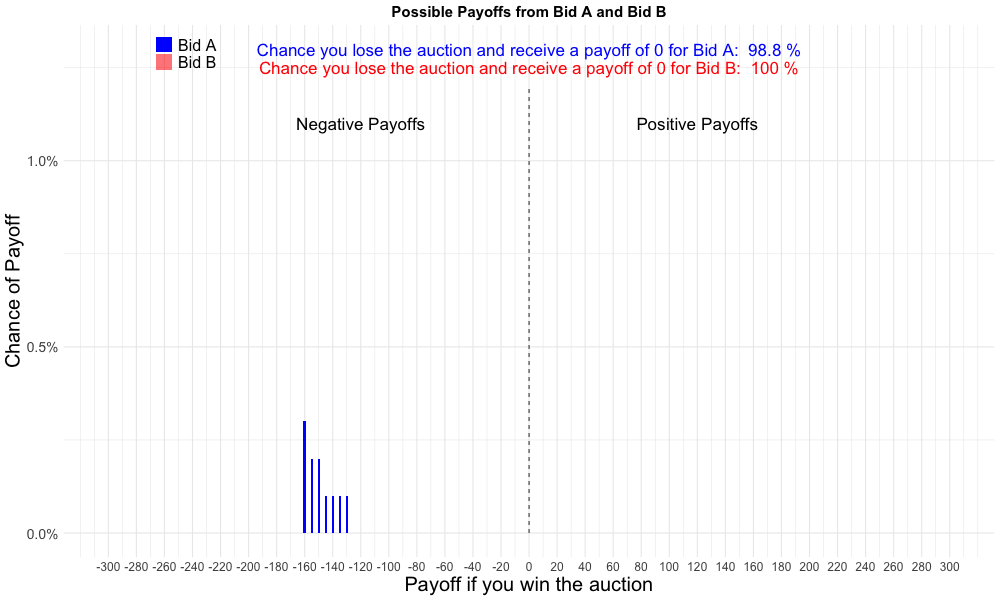 Possible Payoffs from Bid A and Bid B
Bid A
Bid B
Chance you lose the auction and receive a payoff of 0 for Bid A:  98.8 %
Chance you lose the auction and receive a payoff of 0 for Bid B:  100 %
Negative Payoffs
Positive Payoffs
Chance of Payoff
1.0%
0.5%
0.0%
-300 -280 -260 -240 -220 -200 -180 -160 -140 -120 -100 -80 -60 -40 -20 0 20 40 60 80 100 120 140 160 180 200 220 240 260 280 300
Payoff if you win the auction